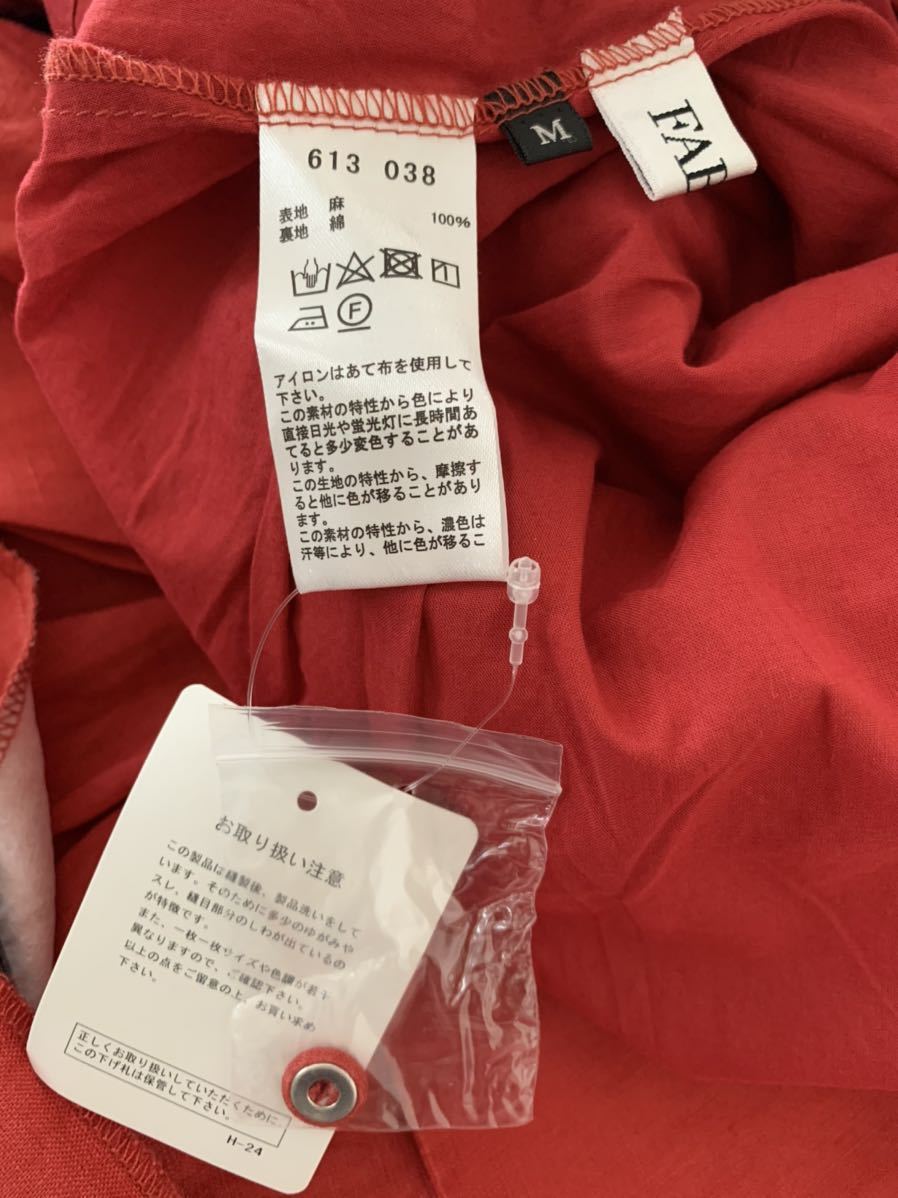 613 038
M
FAB
表地 麻
裏地 綿 100%
F
アイロンはあて布を使用して
下さい。
この素材の特性から色により
直接日光や蛍光灯に長時間あ
てると多少変色することがあ
ります。
この生地の特性から、摩擦す
ると他に色が移ることがあり
ます。
この素材の特性から、濃色は
汗等により、他に色が移るこ
お取り扱い注意
この製品は縫製後、製品洗いをして
います。そのために多少のゆがみや
スレ、縫目部分のしわが出ているの
が特徴です。
また、一枚一枚サイズや色調が若干
異なりますので、ご確認下さい。
以上の点をご留意の上、お買い求め
下さい。
正しくお取り扱いしていただくために
この下げ札は保管して下さい。
H-24